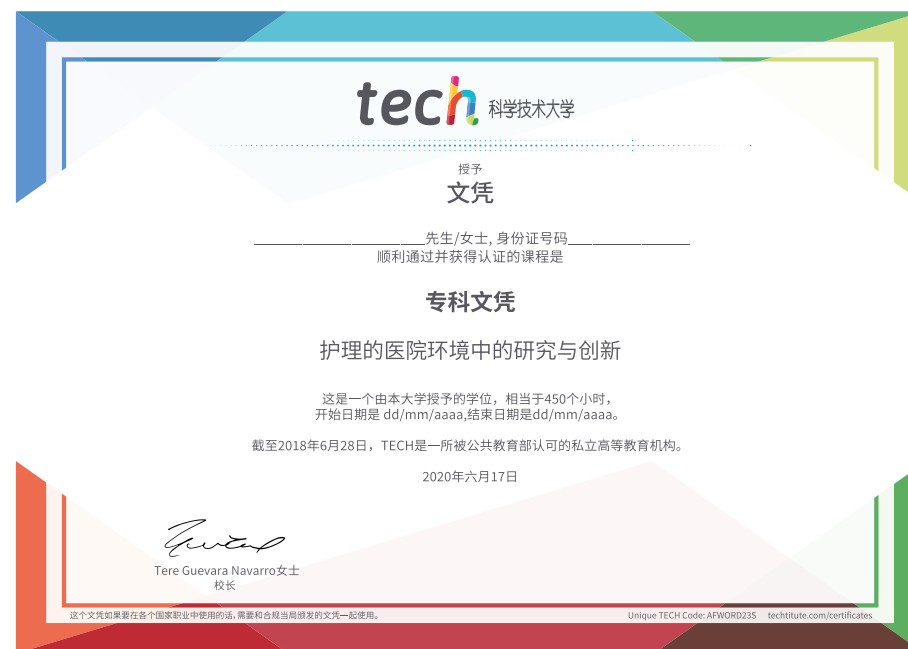 tech 科学技术大学
授予
文凭
______________________先生/女士, 身份证号码_______________
顺利通过并获得认证的课程是
专科文凭
护理的医院环境中的研究与创新
这是一个由本大学授予的学位，相当于450个小时，
开始日期是 dd/mm/aaaa,结束日期是dd/mm/aaaa。
截至2018年6月28日，TECH是一所被公共教育部认可的私立高等教育机构。
2020年六月17日
Tere Guevara Navarro女士
校长
这个文凭如果要在各个国家职业中使用的话,需要和合规当局颁发的文凭一起使用。
Unique TECH Code: AFWORD23S techtitute.com/certificates